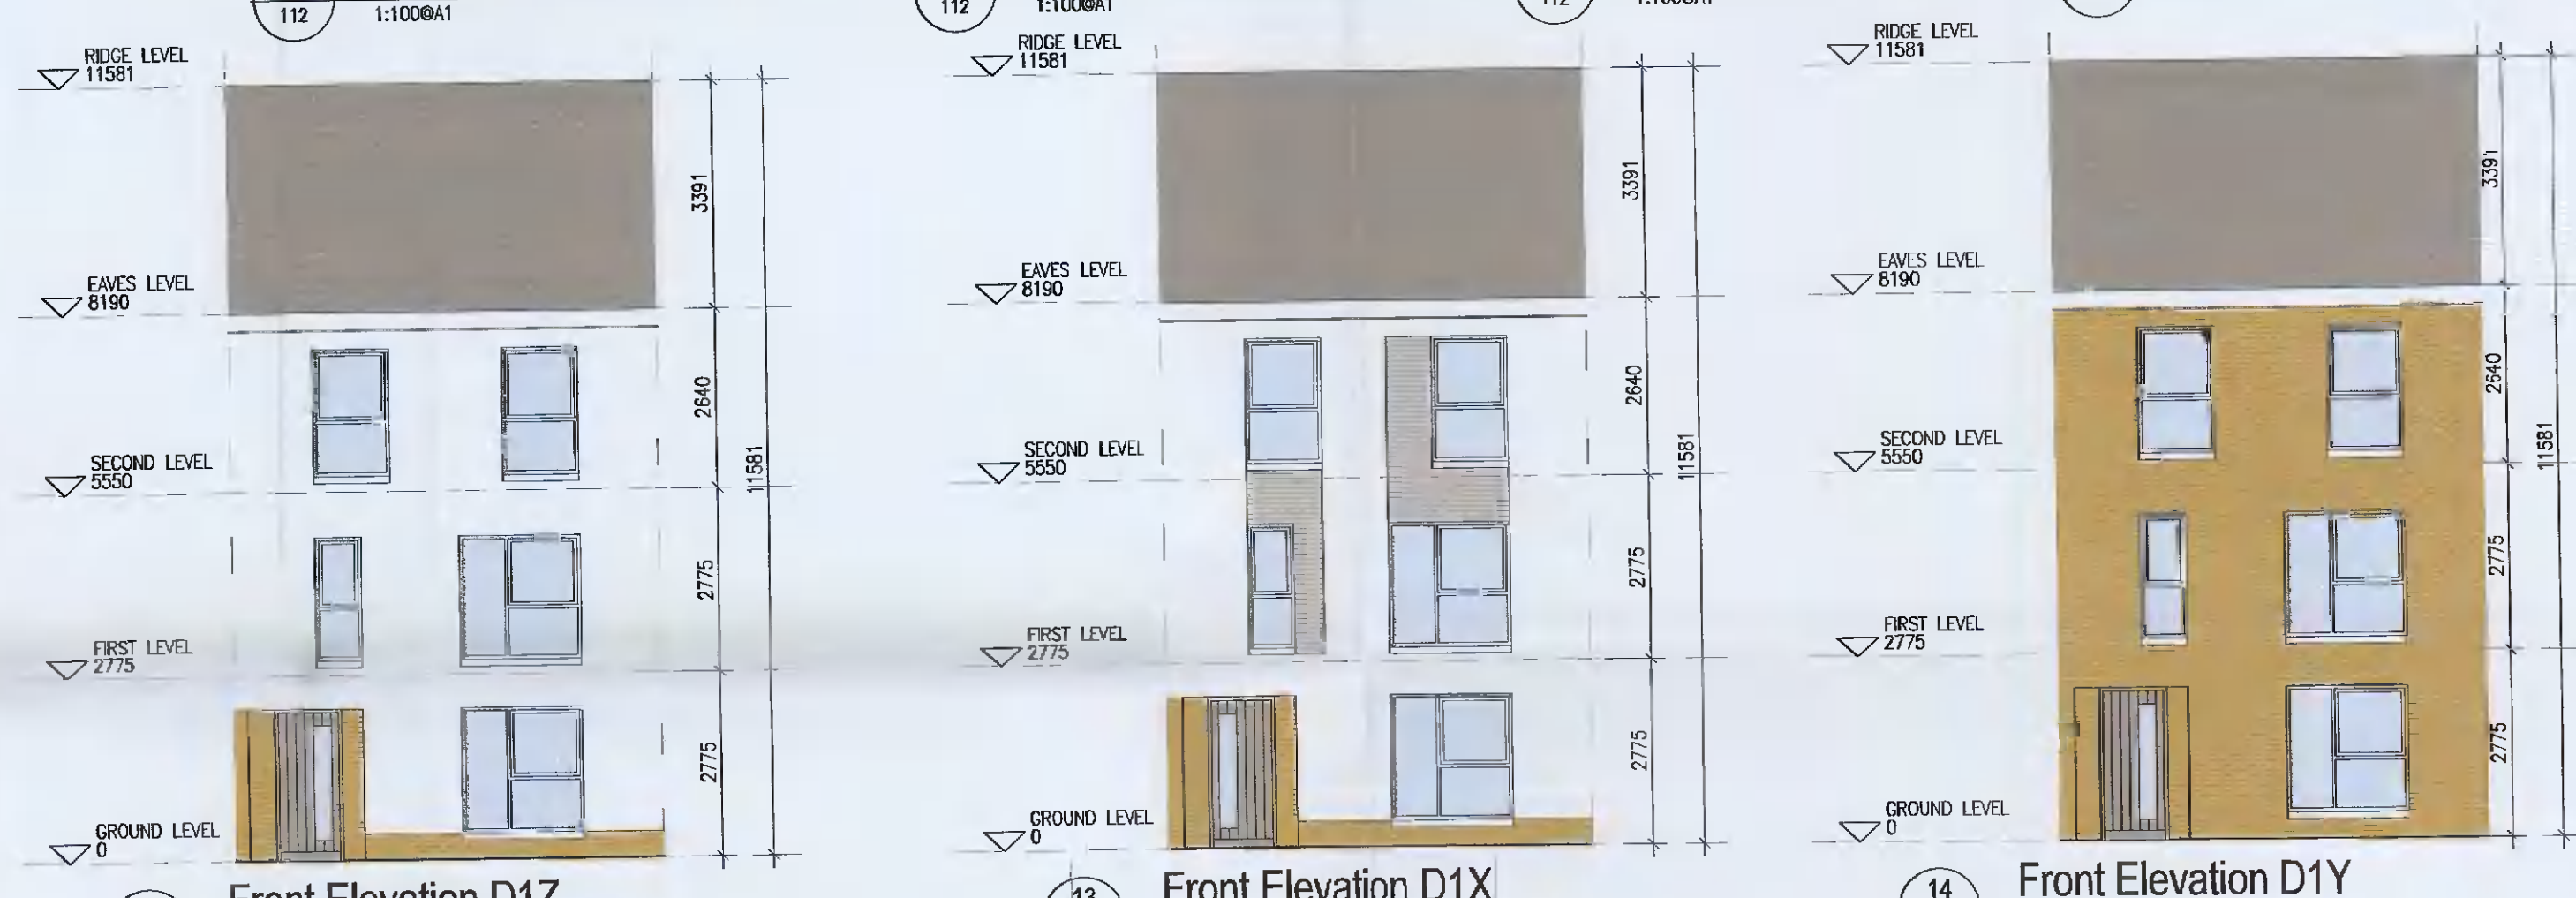 112
1:100@A1
112
1:100@A1
112
RIDGE LEVEL
11581
EAVES LEVEL
8190
SECOND LEVEL
5550
FIRST LEVEL
2775
GROUND LEVEL
0
3391
2640
2775
2775
11581
Front Elevation D1Z
RIDGE LEVEL
11581
EAVES LEVEL
8190
SECOND LEVEL
5550
FIRST LEVEL
2775
GROUND LEVEL
0
3391
2640
2775
2775
11581
13
Front Elevation D1X
RIDGE LEVEL
11581
EAVES LEVEL
8190
SECOND LEVEL
5550
FIRST LEVEL
2775
GROUND LEVEL
0
3391
2640
2775
2775
11581
14
Front Elevation D1Y